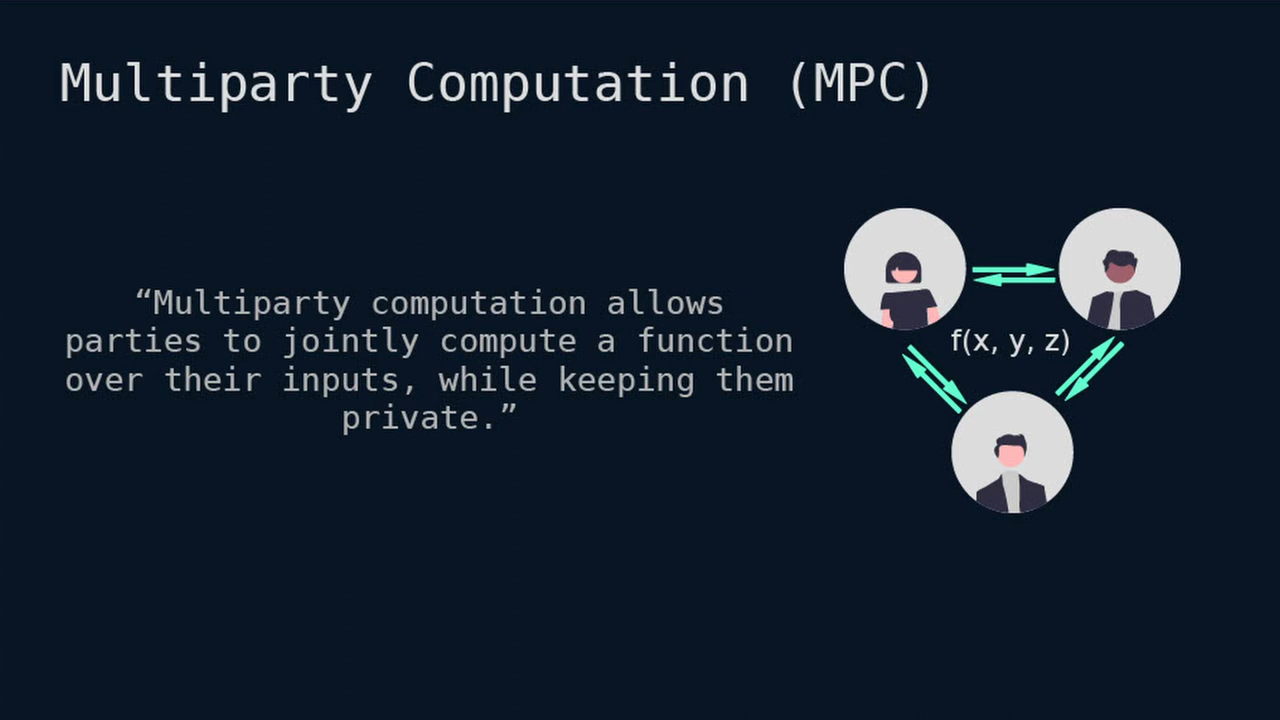 Multiparty Computation (MPC)
“Multiparty computation allows
parties to jointly compute a function
over their inputs, while keeping them
private.”
f(x, y, z)